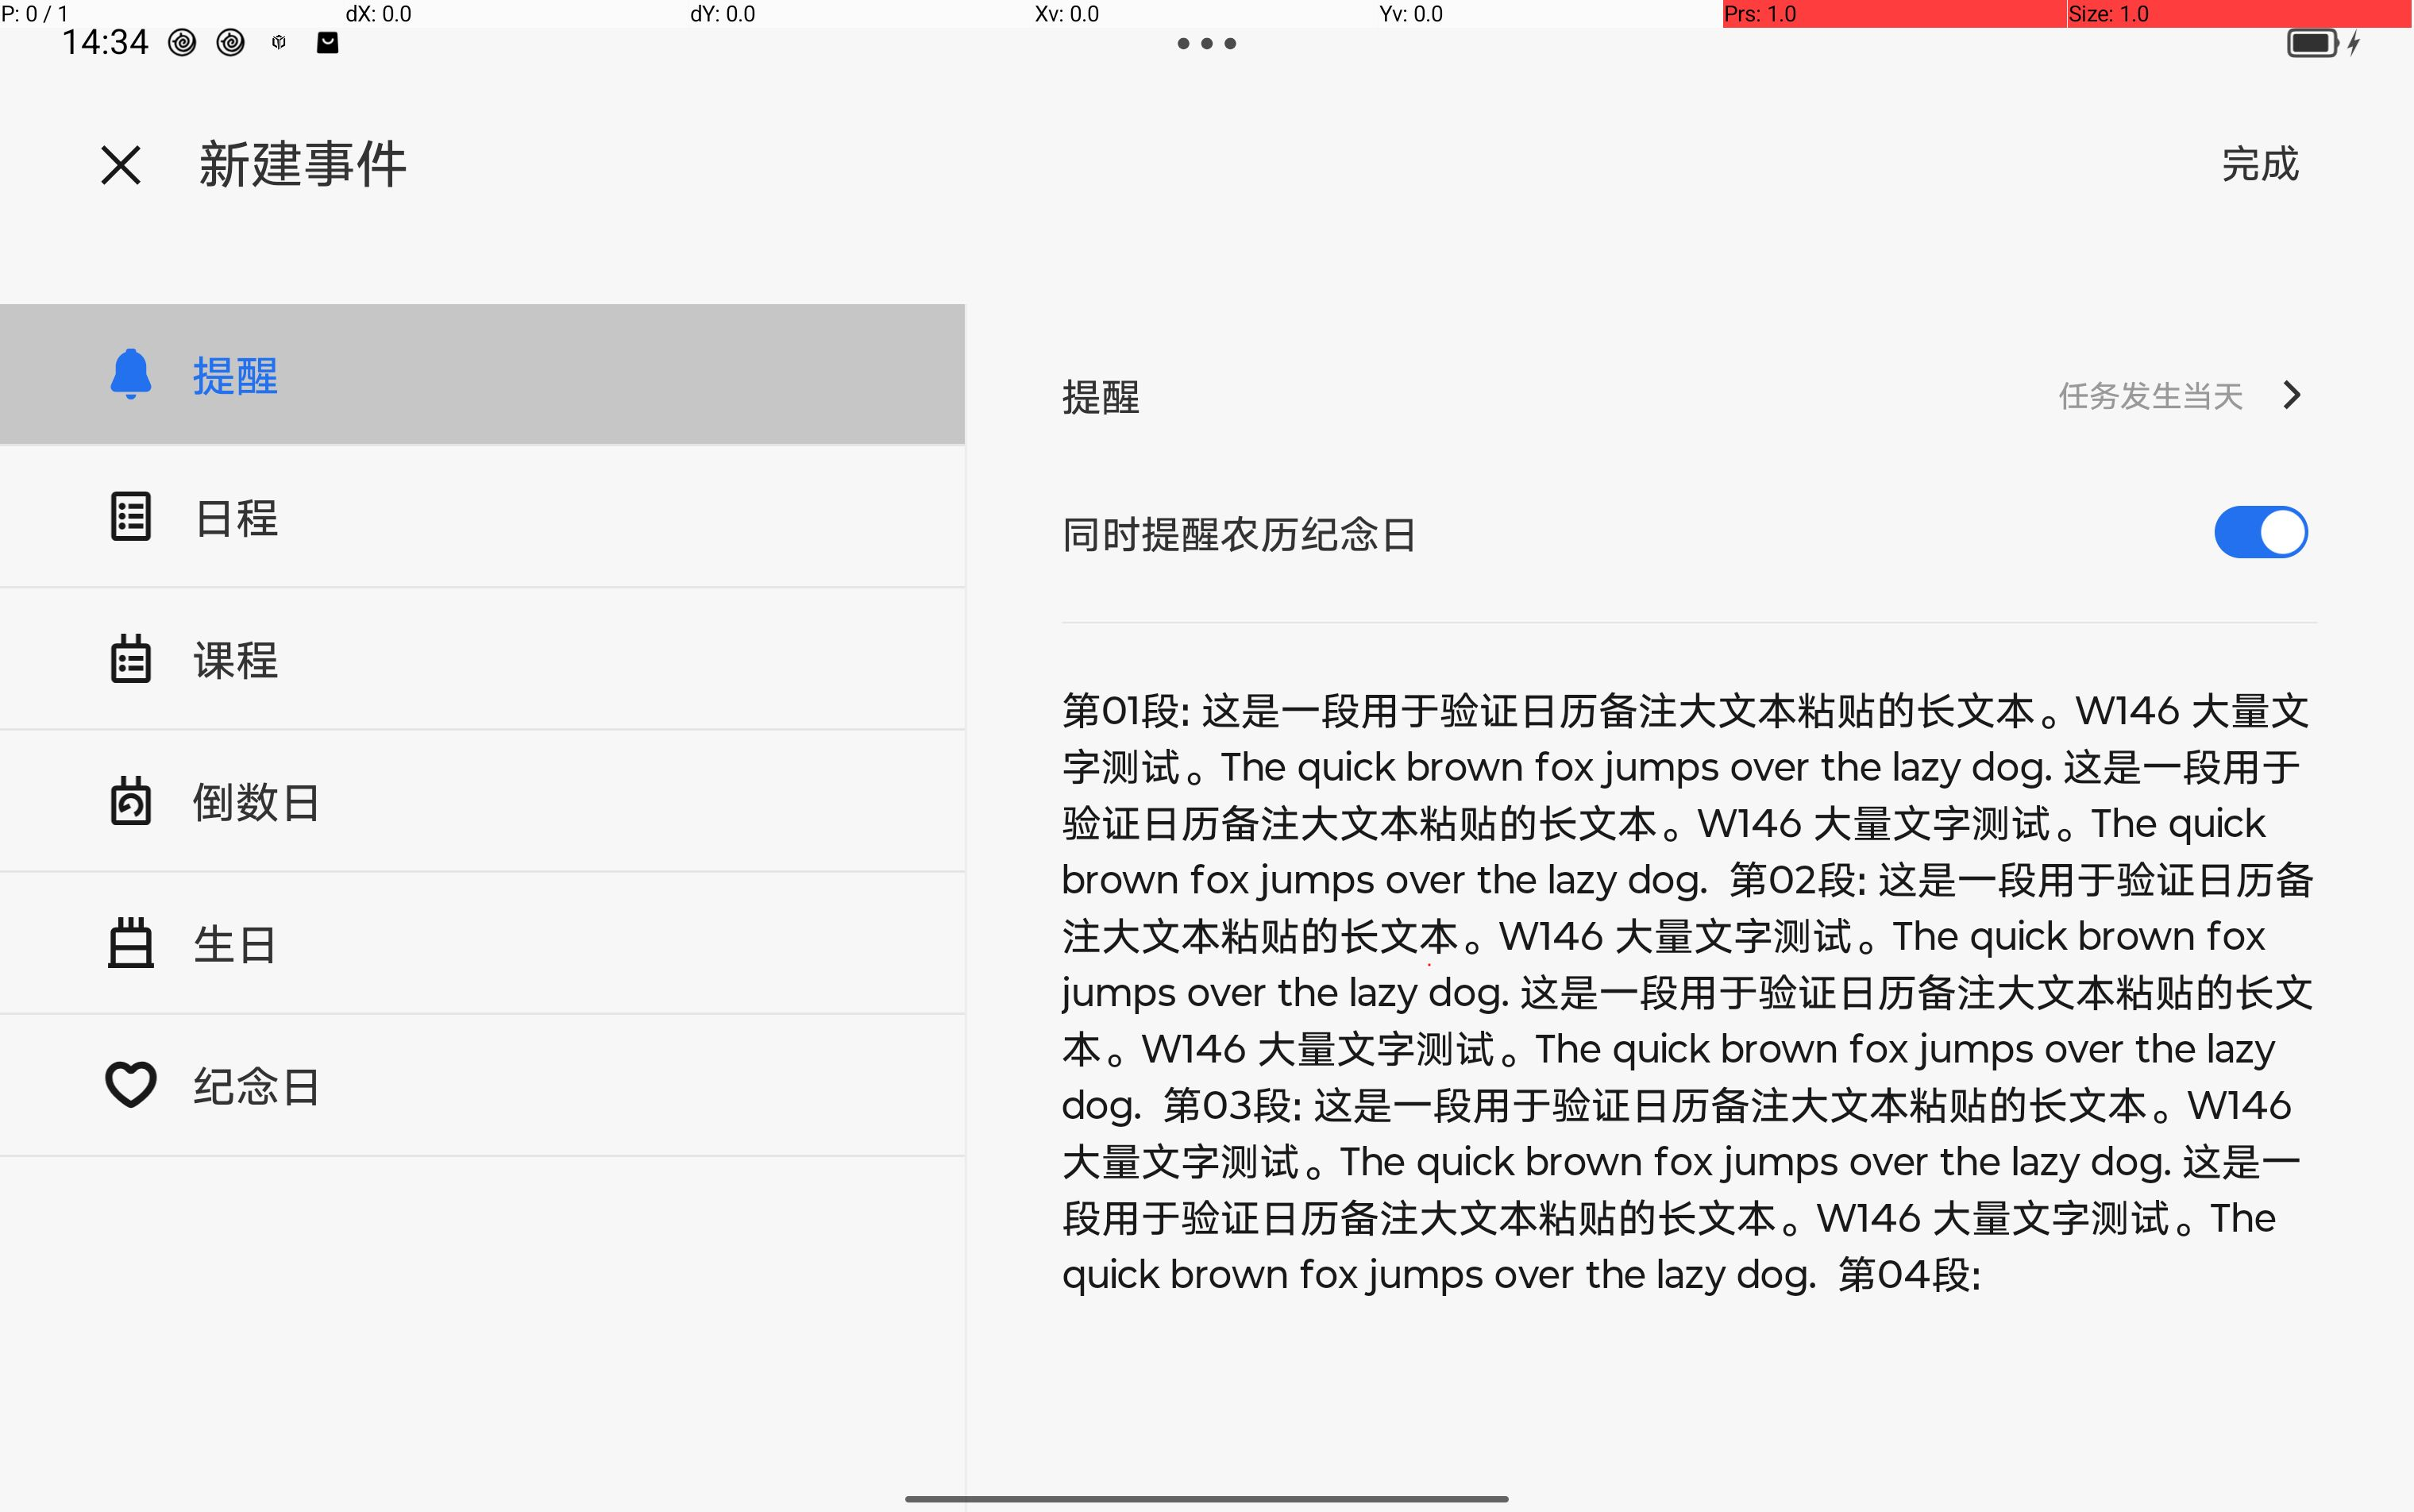 P: 0 / 1 dX: 0.0 dY: 0.0 Xv: 0.0 Yv: 0.0 Prs: 1.0 Size: 1.0
14:34
新建事件
完成
提醒
日程
课程
倒数日
生日
纪念日
提醒 任务发生当天
同时提醒农历纪念日
第01段: 这是一段用于验证日历备注大文本粘贴的长文本。W146 大量文
字测试。The quick brown fox jumps over the lazy dog. 这是一段用于
验证日历备注大文本粘贴的长文本。W146 大量文字测试。The quick
brown fox jumps over the lazy dog.  第02段: 这是一段用于验证日历备
注大文本粘贴的长文本。W146 大量文字测试。The quick brown fox
jumps over the lazy dog. 这是一段用于验证日历备注大文本粘贴的长文
本。W146 大量文字测试。The quick brown fox jumps over the lazy
dog.  第03段: 这是一段用于验证日历备注大文本粘贴的长文本。W146
大量文字测试。The quick brown fox jumps over the lazy dog. 这是一
段用于验证日历备注大文本粘贴的长文本。W146 大量文字测试。The
quick brown fox jumps over the lazy dog.  第04段: